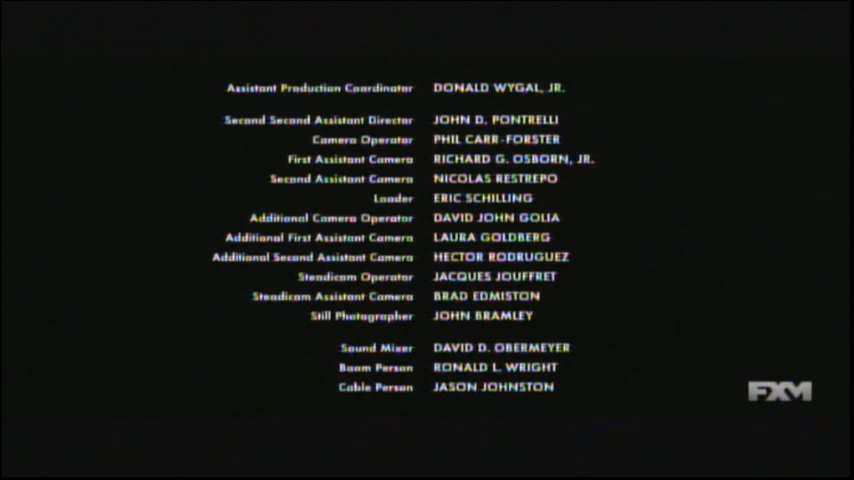 Assistant Production Coordinator DONALD WYGAL, JR.
Second Second Assistant Director JOHN D. PONTRELLI
Camera Operator PHIL CARR-FORSTER
First Assistant Camera RICHARD G. OSBORN, JR.
Second Assistant Camera NICOLAS RESTREPO
Loader ERIC SCHILLING
Additional Camera Operator DAVID JOHN GOLIA
Additional First Assistant Camera LAURA GOLDBERG
Additional Second Assistant Camera HECTOR RODRUGUEZ
Steadicam Operator JACQUES JOUFFRET
Steadicam Assistant Camera BRAD EDMISTON
Still Photographer JOHN BRAMLEY
Sound Mixer DAVID D. OBERMEYER
Boom Person RONALD L. WRIGHT
Cable Person JASON JOHNSTON
FXM